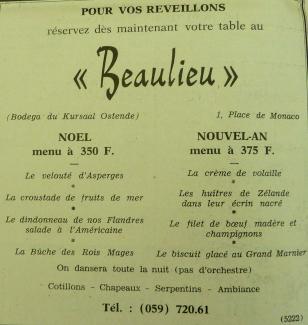 POUR VOS REVEILLONS
réservez dès maintenant votre table au
« Beaulieu »
(Bodega du Kursaal Ostende)
1, Place de Monaco
NOEL
menu à 350 F.
Le velouté d'Asperges
*
La croustade de fruits de mer
*
Le dindonneau de nos Flandres
salade à l'Américaine
*
La Bûche des Rois Mages
NOUVEL-AN
menu à 375 F.
La crème de volaille
*
Les huîtres de Zélande
dans leur écrin nacré
*
Le filet de bœuf madère et
champignons
*
Le biscuit glacé au Grand Marnier
On dansera toute la nuit (pas d'orchestre)
Cotillons - Chapeaux - Serpentins - Ambiance
Tél. : (059) 720.61
(5222)